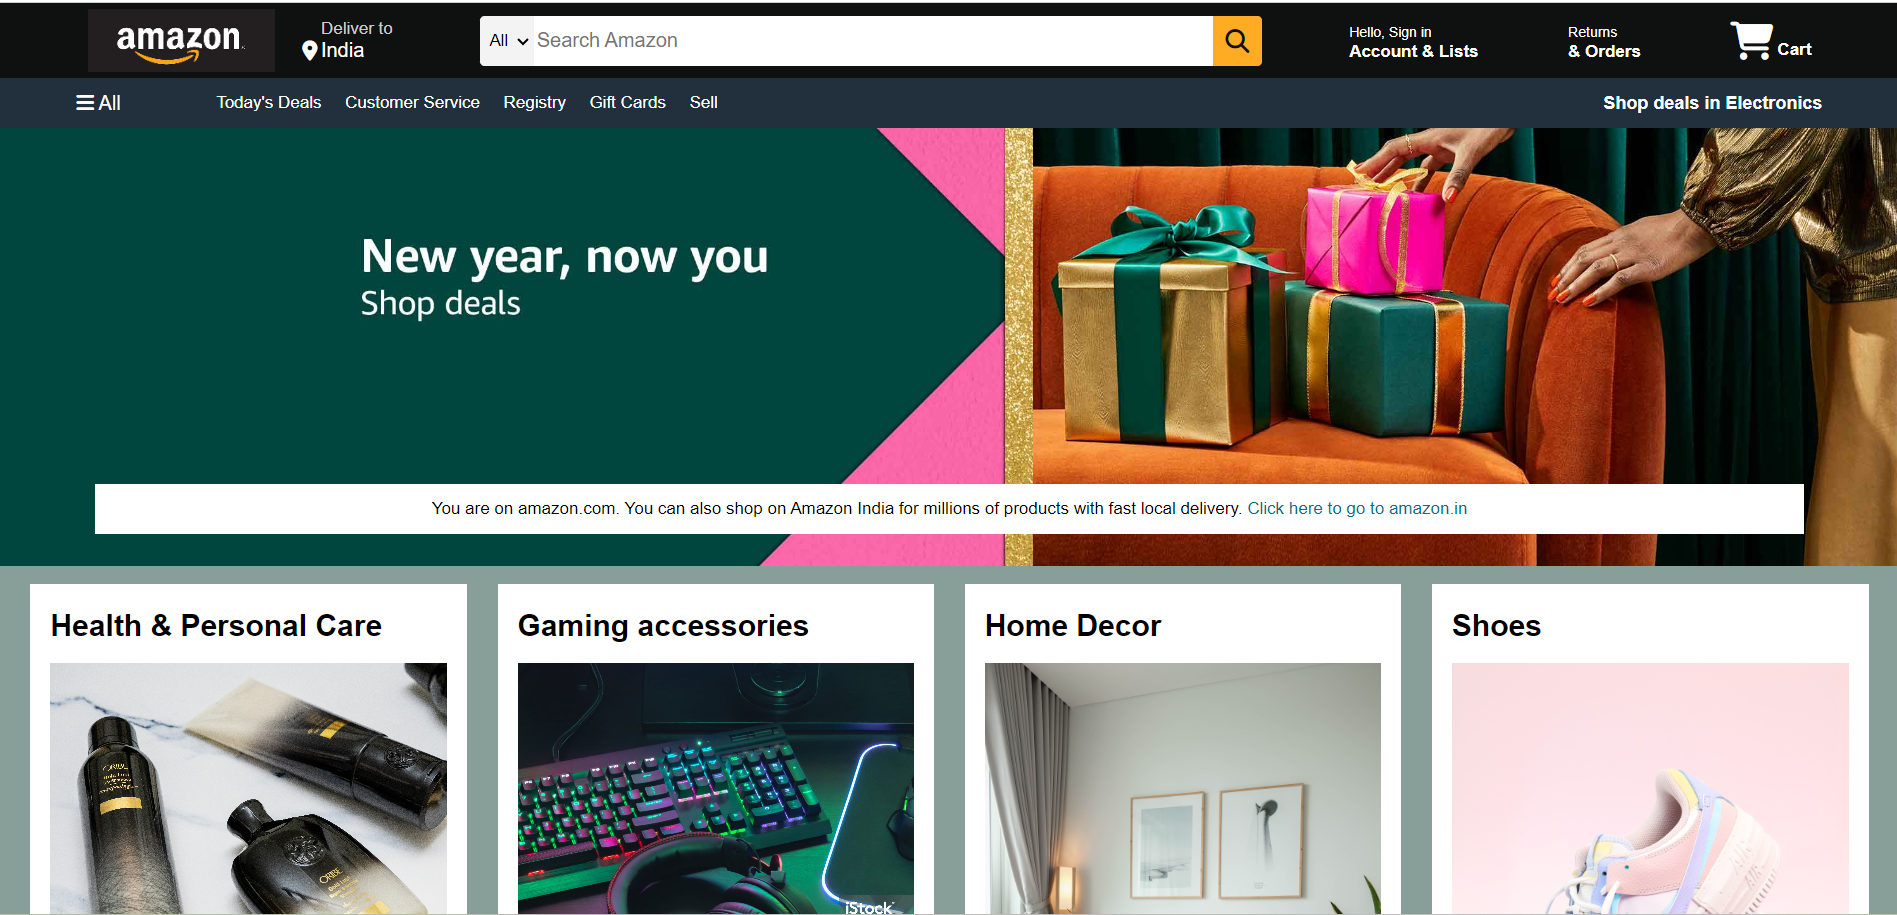 amazon
Deliver to
India
All
Search Amazon
Hello, Sign in
Account & Lists
Returns
& Orders
Cart
All
Today's Deals
Customer Service
Registry
Gift Cards
Sell
Shop deals in Electronics
New year, now you
Shop deals
You are on amazon.com. You can also shop on Amazon India for millions of products with fast local delivery. Click here to go to amazon.in
Health & Personal Care
Gaming accessories
Home Decor
Shoes
ORIBE
ORIBE
iStock